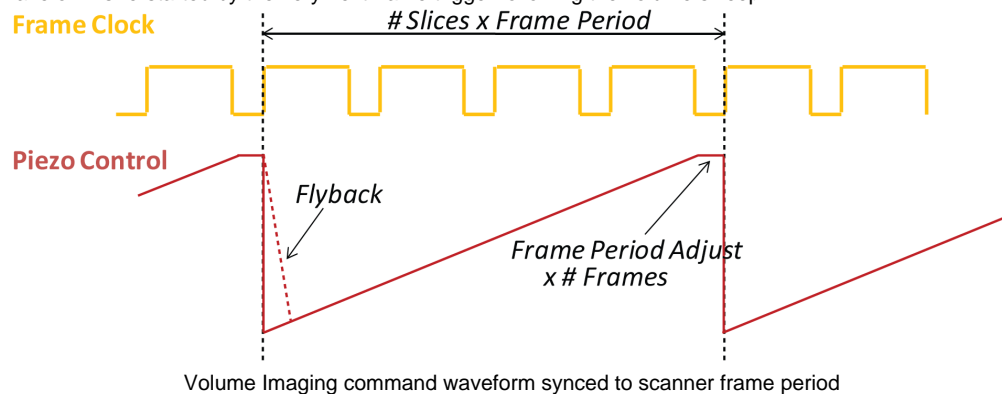 Frame Clock
# Slices x Frame Period
Piezo Control
Flyback
Frame Period Adjust
x # Frames
Volume Imaging command waveform synced to scanner frame period